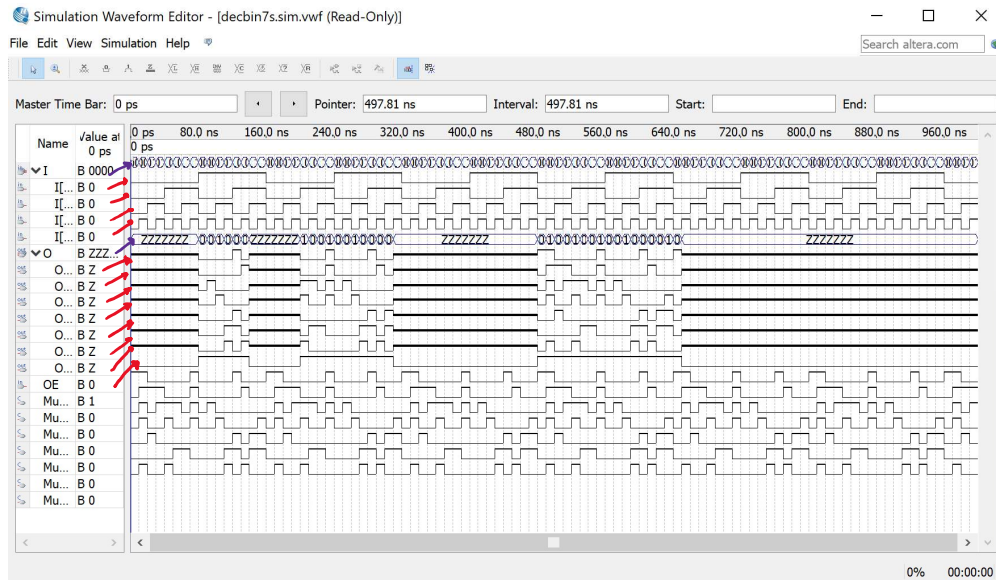 Simulation Waveform Editor - [decbin7s.sim.vwf (Read-Only)]
File Edit View Simulation Help
Search altera.com
Master Time Bar: 0 ps
Pointer: 497.81 ns
Interval: 497.81 ns
Start:
End:
Name
Value at
0 ps
0 ps 80.0 ns 160.0 ns 240.0 ns 320.0 ns 400.0 ns 480.0 ns 560.0 ns 640.0 ns 720.0 ns 800.0 ns 880.0 ns 960.0 ns
0 ps
I B 0000
I[... B 0
I[... B 0
I[... B 0
I[... B 0
ZZZZZZZ ZZZZZZZ ZZZZZZZ ZZZZZZZ
O B ZZZ...
O... B Z
O... B Z
O... B Z
O... B Z
O... B Z
O... B Z
O... B Z
OE B 0
Mu... B 1
Mu... B 0
Mu... B 0
Mu... B 0
Mu... B 0
Mu... B 0
Mu... B 0
0% 00:00:00